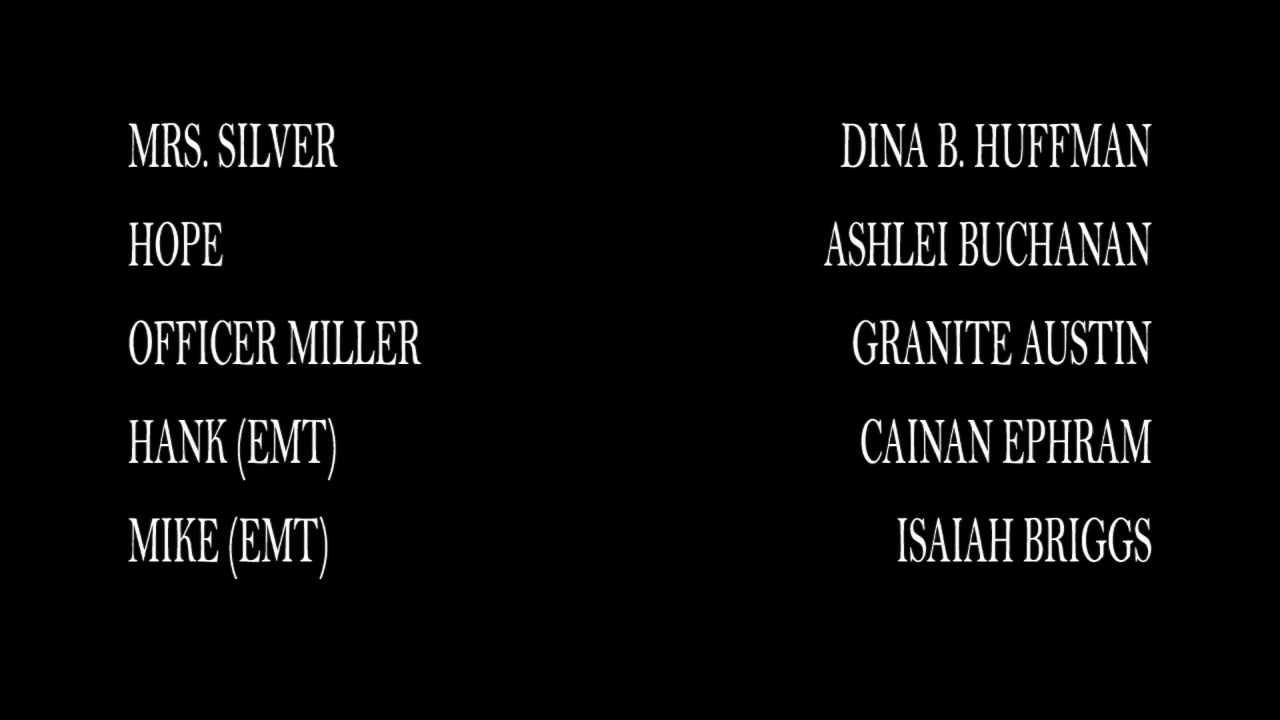 MRS. SILVER DINA B. HUFFMAN
HOPE ASHLEI BUCHANAN
OFFICER MILLER GRANITE AUSTIN
HANK (EMT) CAINAN EPHRAM
MIKE (EMT) ISAIAH BRIGGS